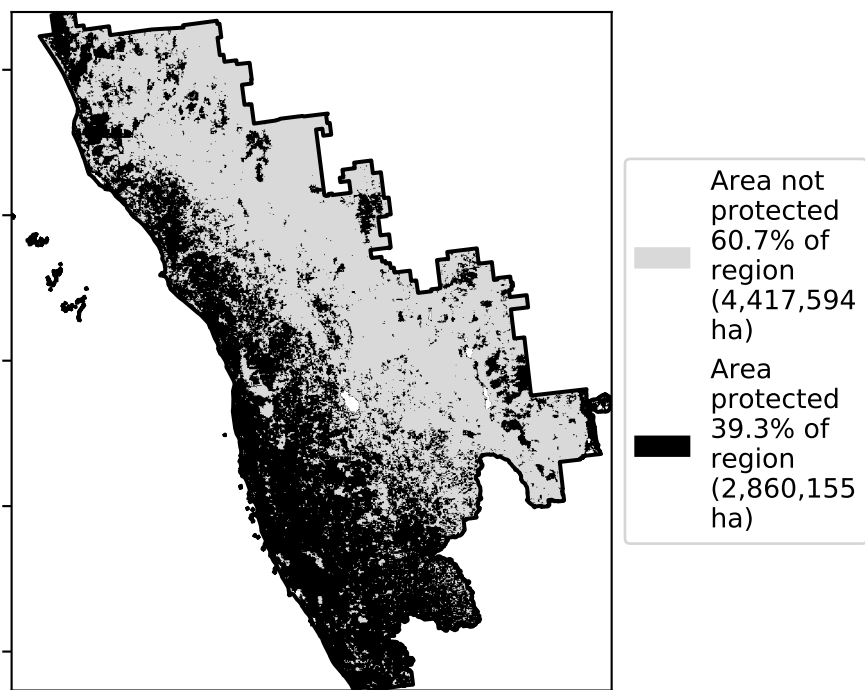 Area not
protected
60.7% of
region
(4,417,594
ha)
Area
protected
39.3% of
region
(2,860,155
ha)